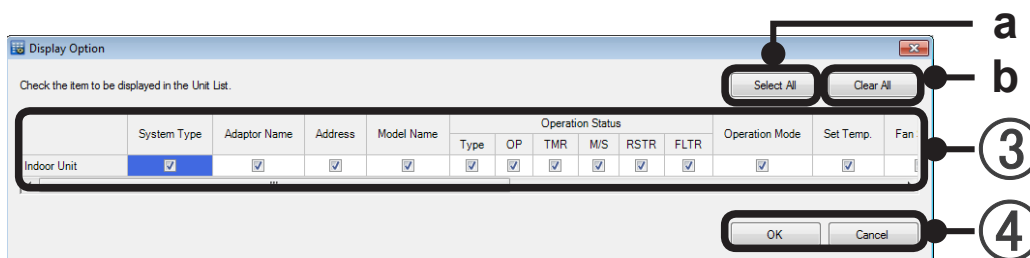 a
Display Option
Check the item to be displayed in the Unit List.
Select All
Clear All
b
System Type
Adaptor Name
Address
Model Name
Operation Status
Type
OP
TMR
M/S
RSTR
FLTR
Operation Mode
Set Temp.
Fan
Indoor Unit
③
OK
Cancel
④